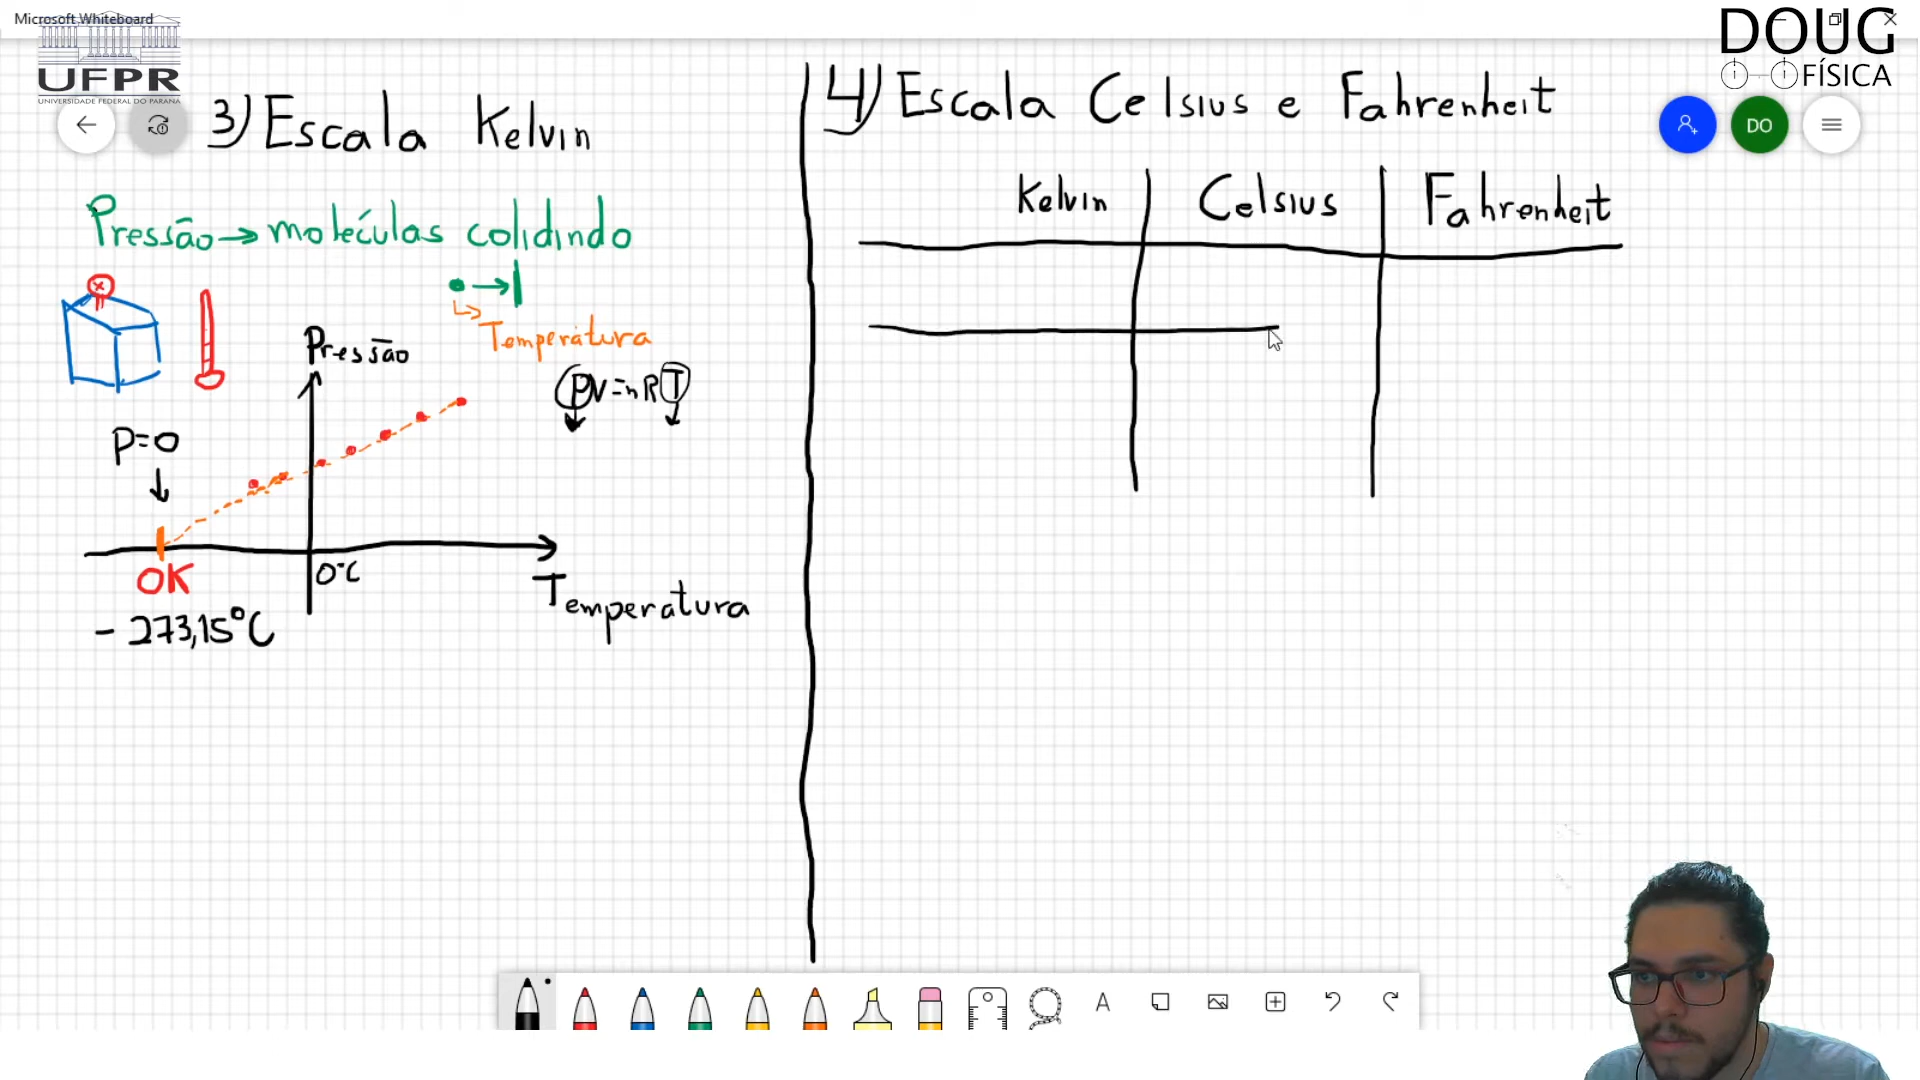 Microsoft Whiteboard
UFPR
UNIVERSIDADE FEDERAL DO PARANÁ
DOUG
FÍSICA
DO
3) Escala Kelvin
Pressão → moléculas colidindo
Temperatura
Pressão
PV = nRT
P=0
0K
0°C
- 273,15°C
Temperatura
4) Escala Celsius e Fahrenheit
Kelvin Celsius Fahrenheit
A